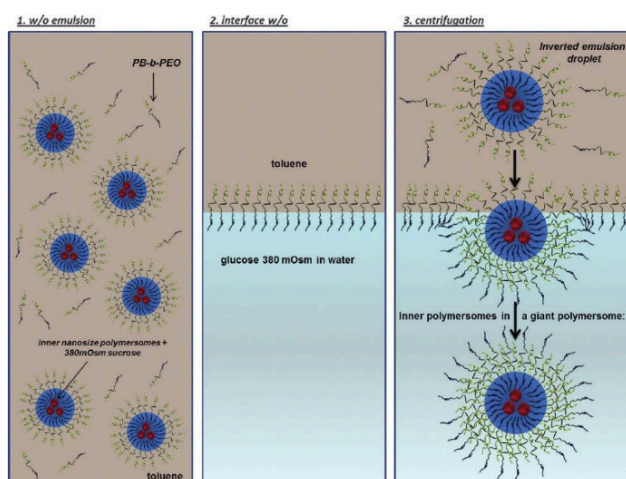 1. w/o emulsion
PB-b-PEO
inner nanosize polymersomes +
380mOsm sucrose
toluene
2. interface w/o
toluene
glucose 380 mOsm in water
3. centrifugation
Inverted emulsion
droplet
Inner polymersomes in a giant polymersome: